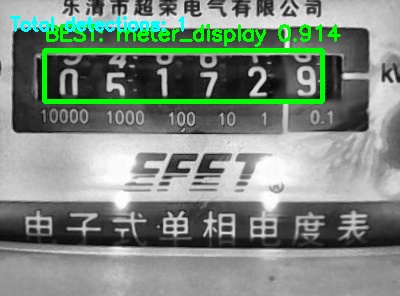 乐清市超荣电气有限公司
Total detections: 1
BEST: meter_display 0.914
0 5 1 7 2 9
kW
10000 1000 100 10 1 0.1
EFET ®
电子式单相电度表